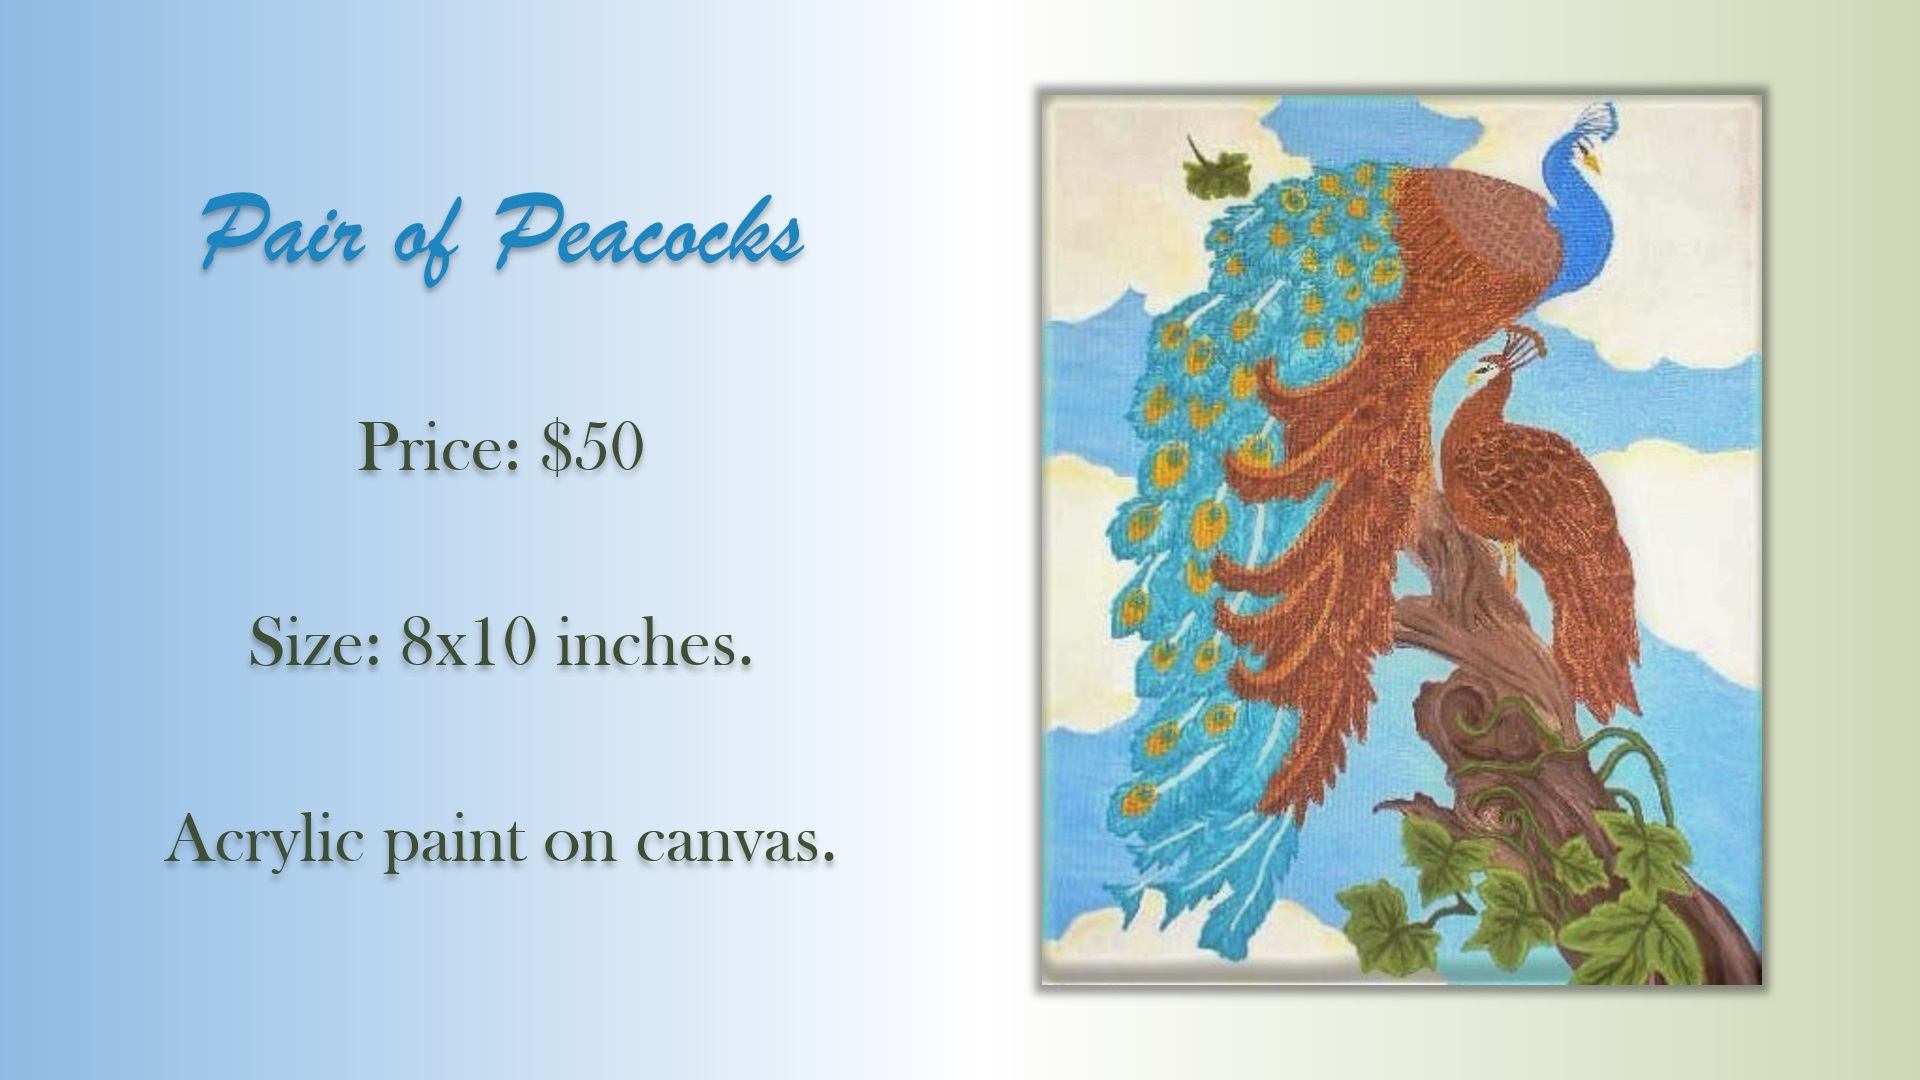 Pair of Peacocks
Price: $50
Size: 8x10 inches.
Acrylic paint on canvas.